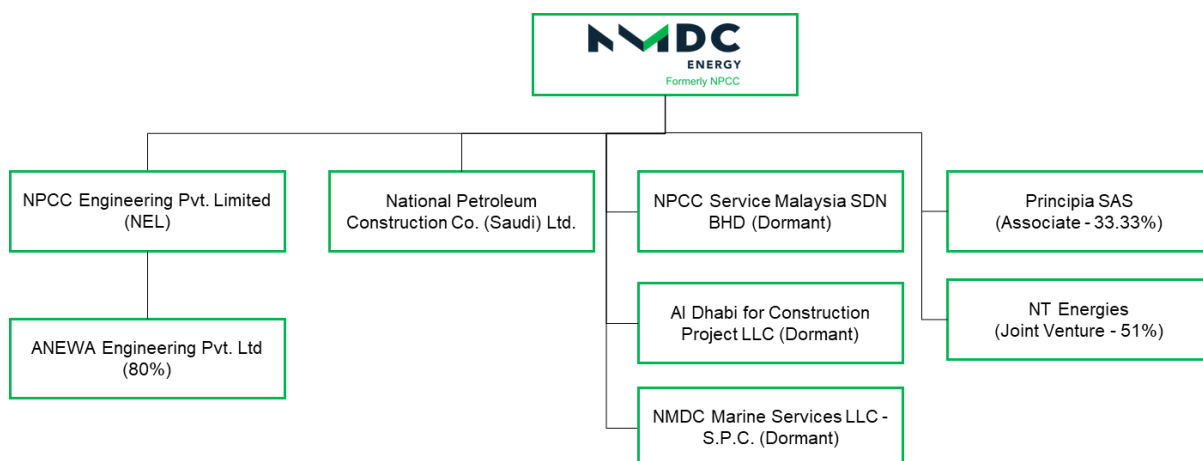 NMDC
ENERGY
Formerly NPCC
NPCC Engineering Pvt. Limited
(NEL)
National Petroleum
Construction Co. (Saudi) Ltd.
NPCC Service Malaysia SDN
BHD (Dormant)
Principia SAS
(Associate - 33.33%)
ANEWA Engineering Pvt. Ltd
(80%)
Al Dhabi for Construction
Project LLC (Dormant)
NT Energies
(Joint Venture - 51%)
NMDC Marine Services LLC -
S.P.C. (Dormant)